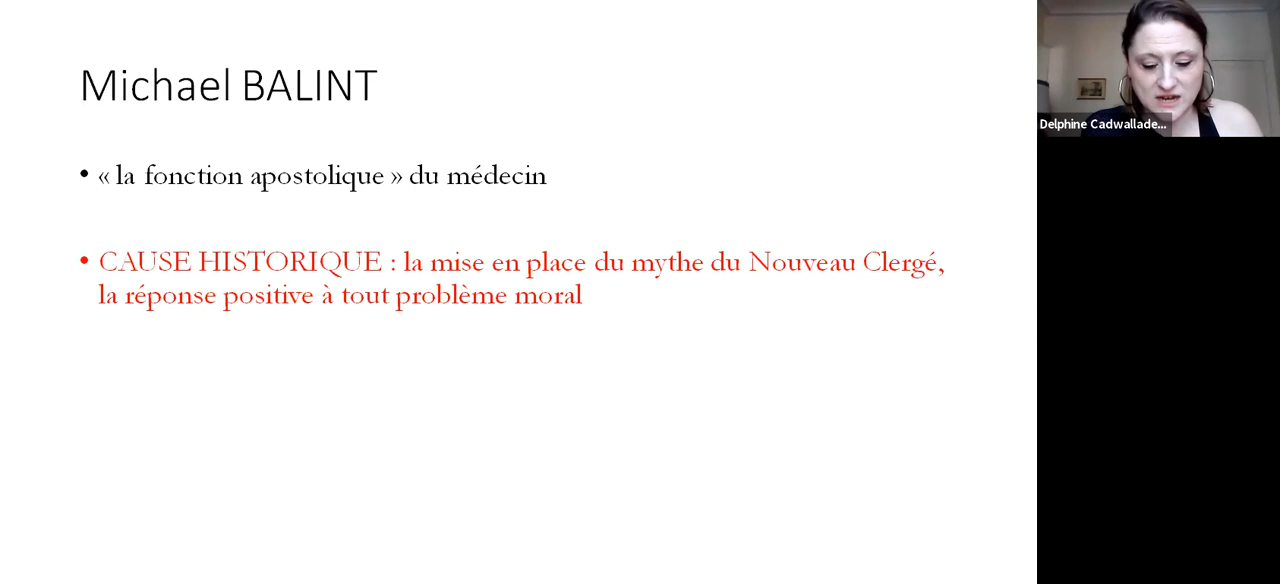 Michael BALINT
• « la fonction apostolique » du médecin
• CAUSE HISTORIQUE : la mise en place du mythe du Nouveau Clergé,
la réponse positive à tout problème moral
Delphine Cadwallade...